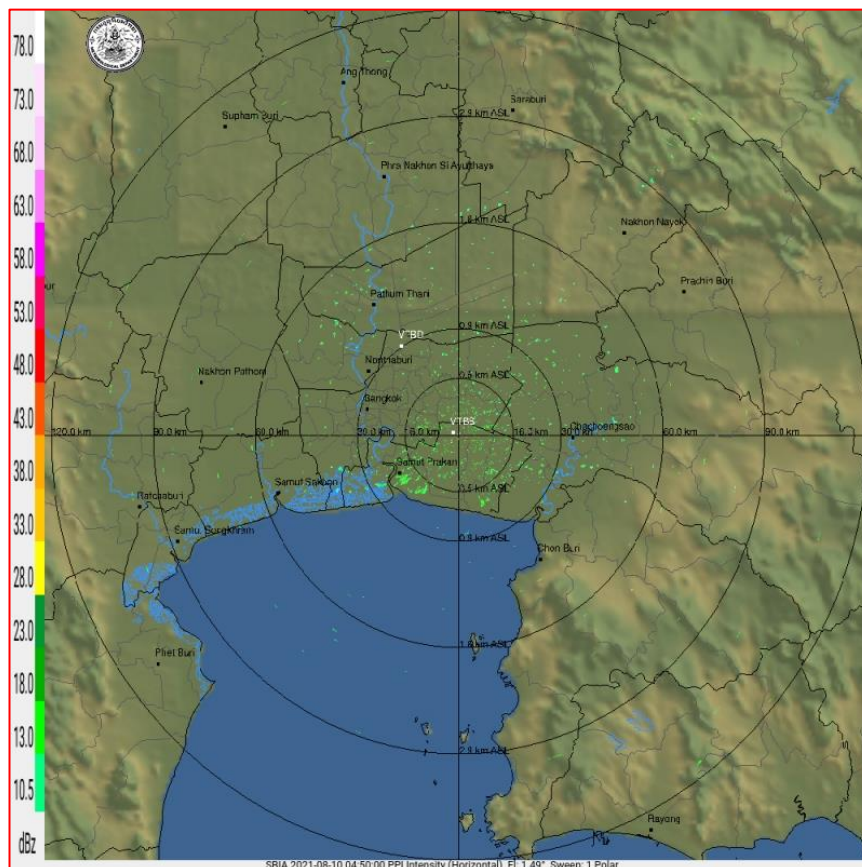 78.0
73.0
68.0
63.0
58.0
53.0
48.0
43.0
38.0
33.0
28.0
23.0
18.0
13.0
10.5
dBz
Ang Thong
Saraburi
Suphan Buri
2.9 km ASL
Phra Nakhon Si Ayutthaya
1.8 km ASL
Nakhon Nayok
Prachin Buri
Pathum Thani
0.9 km ASL
VTBD
Nonthaburi
Nakhon Pathom
Bangkok
VTBS
Chachoengsao
120.0 km
90.0 km
60.0 km
30.0 km
30.0 km
60.0 km
90.0 km
Samut Prakan
Samut Sakhon
Ratchaburi
Samut Songkhram
0.9 km ASL
Chon Buri
1.8 km ASL
Phet Buri
2.9 km ASL
Rayong
SBIA 2021-08-10 04:50:00 PPI Intensity (Horizontal), El: 1.49°, Sweep: 1 Polar